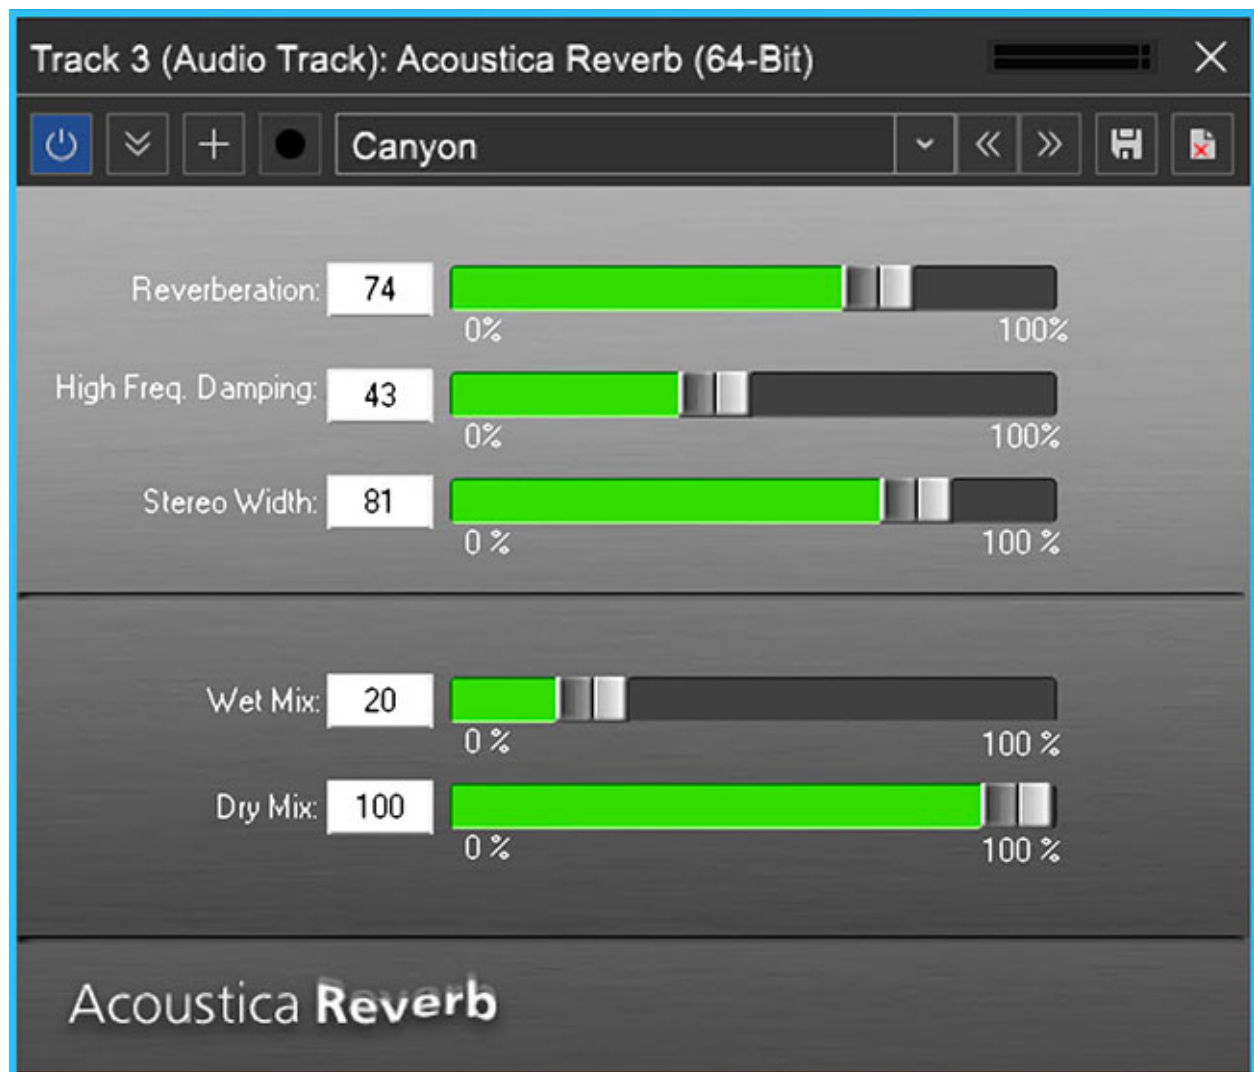 Track 3 (Audio Track): Acoustica Reverb (64-Bit)
Canyon
Reverberation: 74
0% 100%
High Freq. Damping: 43
0% 100%
Stereo Width: 81
0 % 100 %
Wet Mix: 20
0 % 100 %
Dry Mix: 100
0 % 100 %
Acoustica Reverb